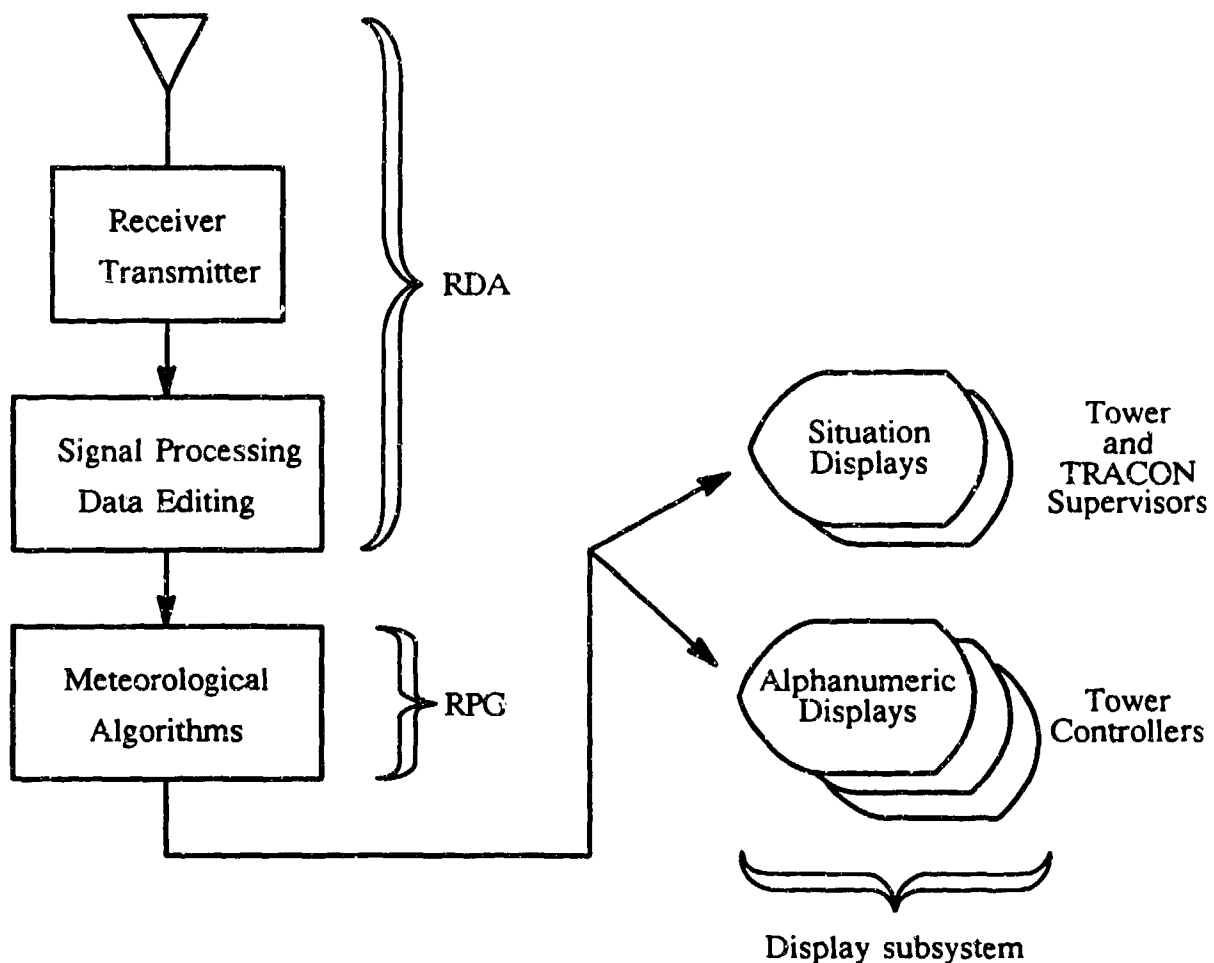 Receiver
Transmitter
RDA
Signal Processing
Data Editing
Meteorological
Algorithms
RPG
Situation
Displays
Tower
and
TRACON
Supervisors
Alphanumeric
Displays
Tower
Controllers
Display subsystem